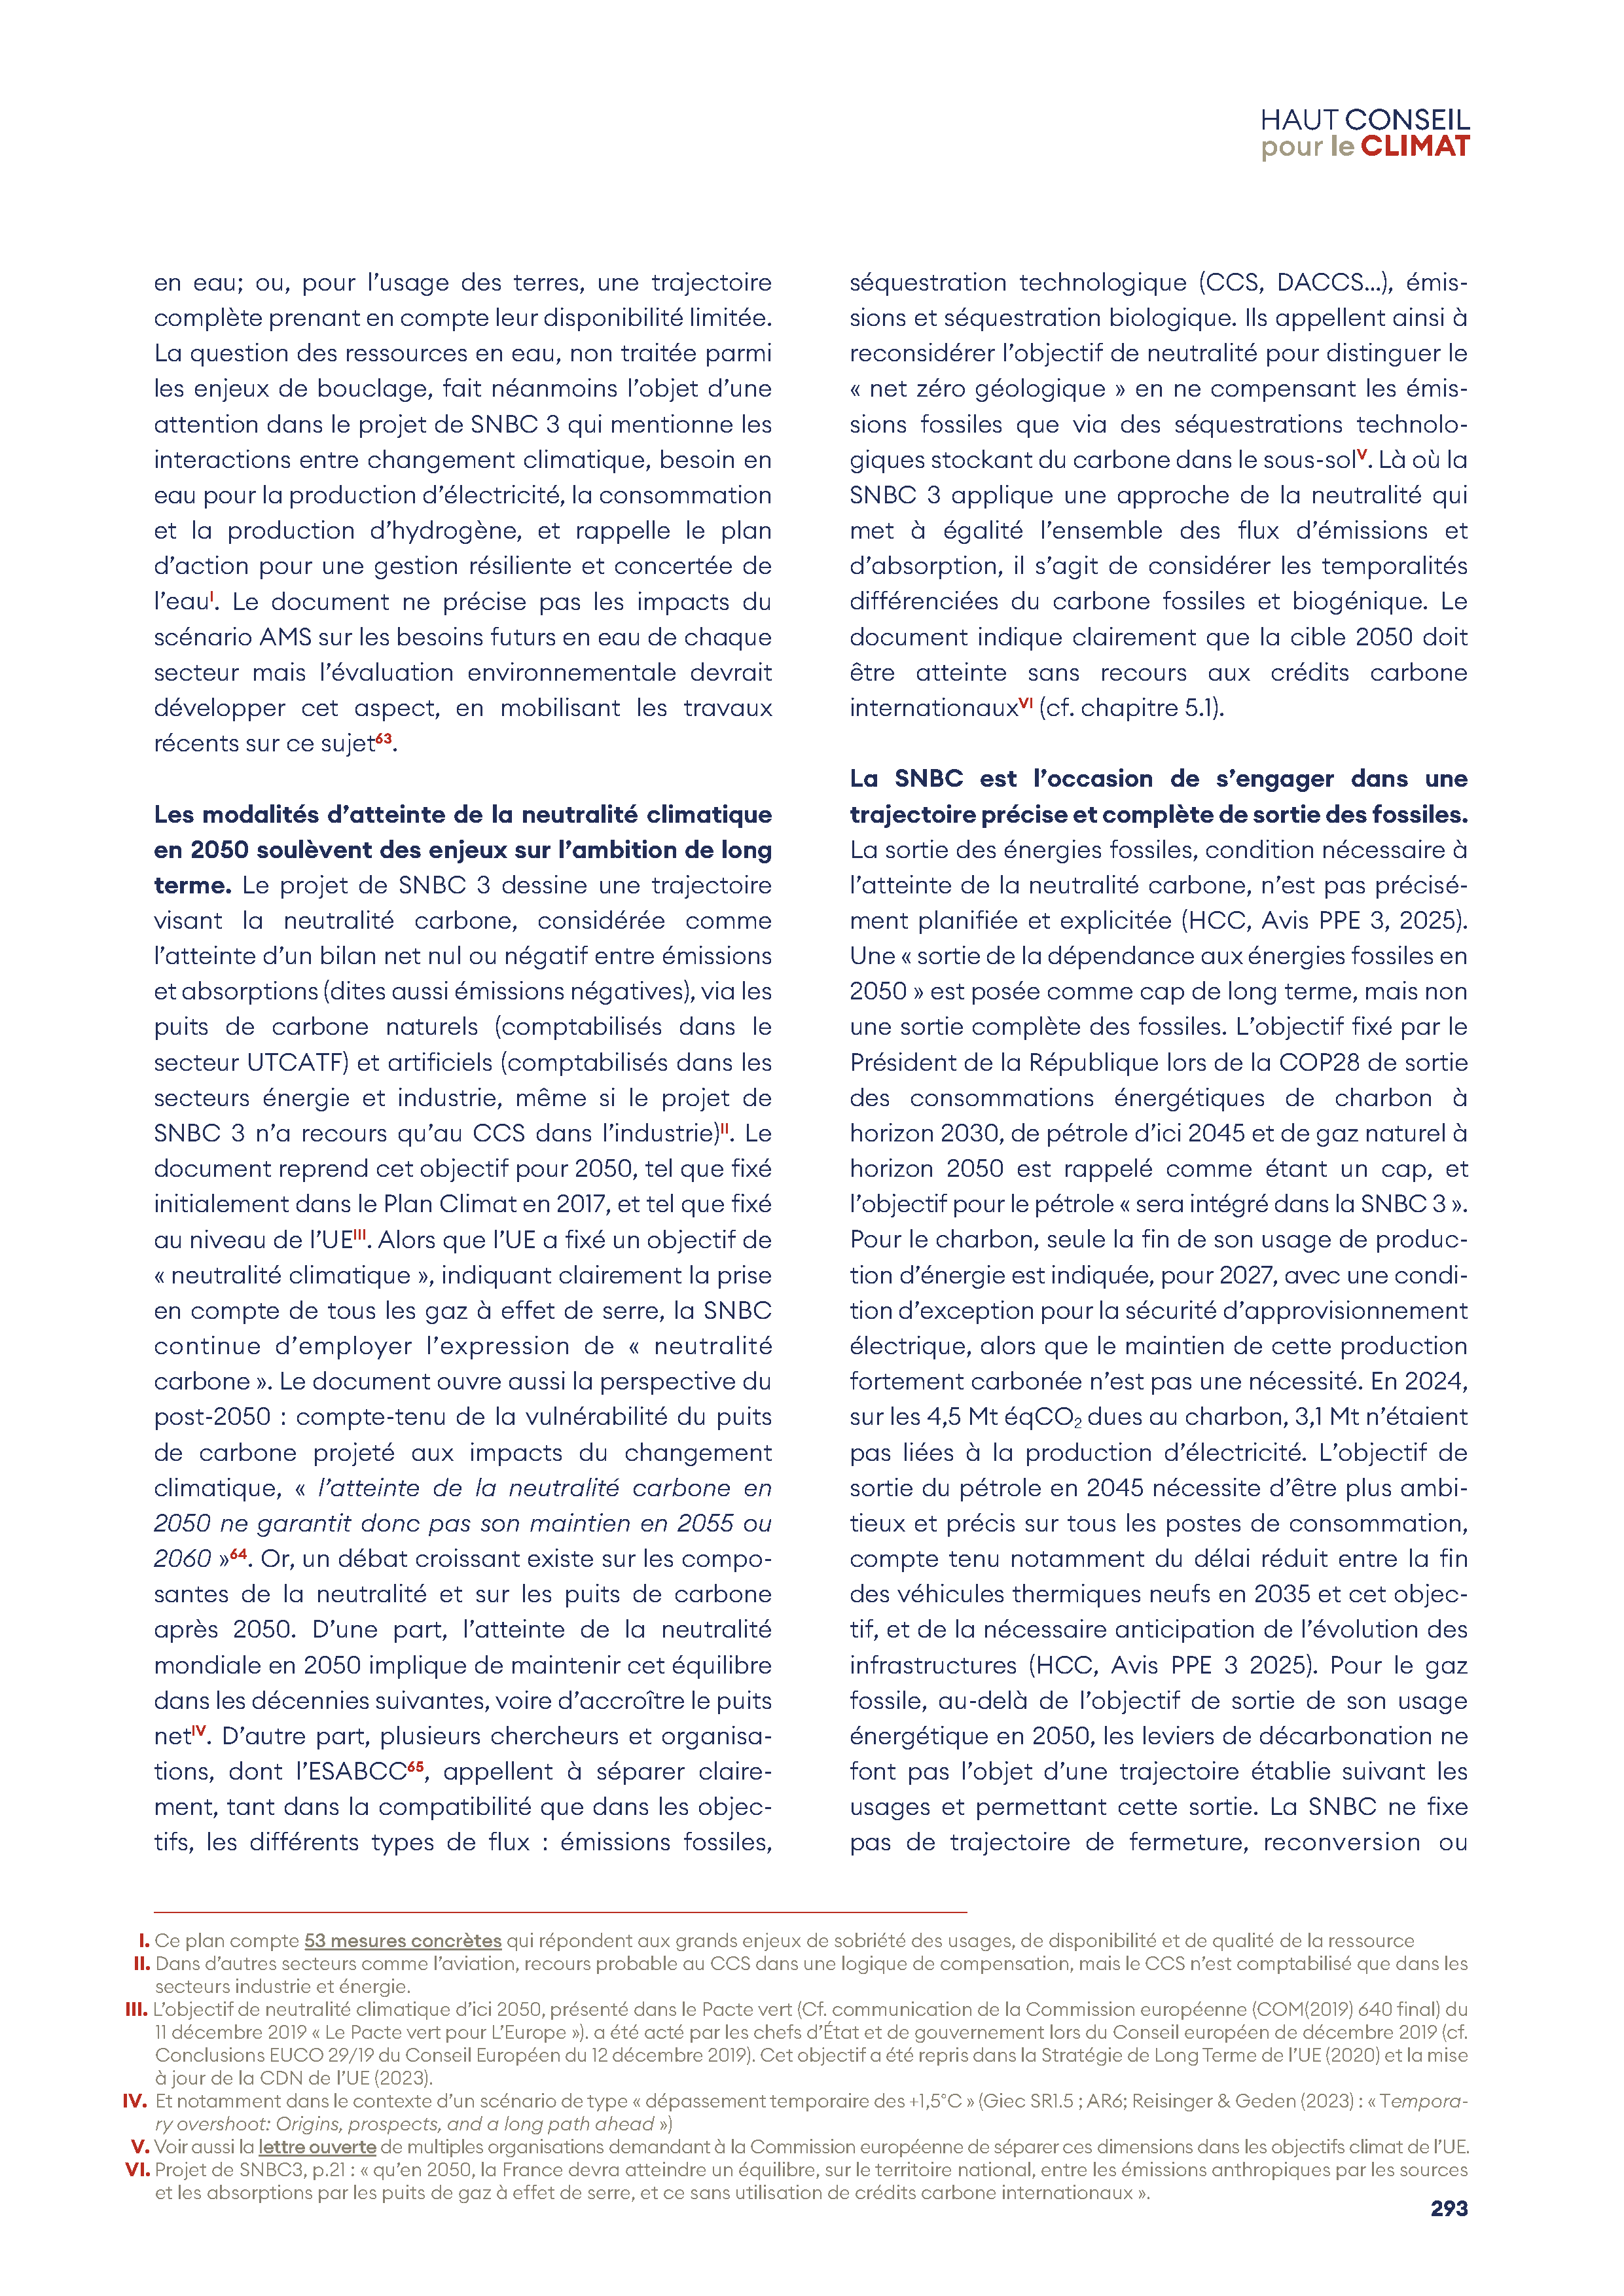 HAUT CONSEIL
pour le CLIMAT
en eau; ou, pour l'usage des terres, une trajectoire
complète prenant en compte leur disponibilité limitée.
La question des ressources en eau, non traitée parmi
les enjeux de bouclage, fait néanmoins l'objet d'une
attention dans le projet de SNBC 3 qui mentionne les
interactions entre changement climatique, besoin en
eau pour la production d'électricité, la consommation
et la production d'hydrogène, et rappelle le plan
d'action pour une gestion résiliente et concertée de
l'eauI. Le document ne précise pas les impacts du
scénario AMS sur les besoins futurs en eau de chaque
secteur mais l'évaluation environnementale devrait
développer cet aspect, en mobilisant les travaux
récents sur ce sujet63.
Les modalités d'atteinte de la neutralité climatique
en 2050 soulèvent des enjeux sur l'ambition de long
terme. Le projet de SNBC 3 dessine une trajectoire
visant la neutralité carbone, considérée comme
l'atteinte d'un bilan net nul ou négatif entre émissions
et absorptions (dites aussi émissions négatives), via les
puits de carbone naturels (comptabilisés dans le
secteur UTCATF) et artificiels (comptabilisés dans les
secteurs énergie et industrie, même si le projet de
SNBC 3 n'a recours qu'au CCS dans l'industrie)II. Le
document reprend cet objectif pour 2050, tel que fixé
initialement dans le Plan Climat en 2017, et tel que fixé
au niveau de l'UEIII. Alors que l'UE a fixé un objectif de
« neutralité climatique », indiquant clairement la prise
en compte de tous les gaz à effet de serre, la SNBC
continue d'employer l'expression de « neutralité
carbone ». Le document ouvre aussi la perspective du
post-2050 : compte-tenu de la vulnérabilité du puits
de carbone projeté aux impacts du changement
climatique, « l'atteinte de la neutralité carbone en
2050 ne garantit donc pas son maintien en 2055 ou
2060 »64. Or, un débat croissant existe sur les compo-
santes de la neutralité et sur les puits de carbone
après 2050. D'une part, l'atteinte de la neutralité
mondiale en 2050 implique de maintenir cet équilibre
dans les décennies suivantes, voire d'accroître le puits
netIV. D'autre part, plusieurs chercheurs et organisa-
tions, dont l'ESABCC65, appellent à séparer claire-
ment, tant dans la compatibilité que dans les objec-
tifs, les différents types de flux : émissions fossiles,
séquestration technologique (CCS, DACCS...), émis-
sions et séquestration biologique. Ils appellent ainsi à
reconsidérer l'objectif de neutralité pour distinguer le
« net zéro géologique » en ne compensant les émis-
sions fossiles que via des séquestrations technolo-
giques stockant du carbone dans le sous-solV. Là où la
SNBC 3 applique une approche de la neutralité qui
met à égalité l'ensemble des flux d'émissions et
d'absorption, il s'agit de considérer les temporalités
différenciées du carbone fossiles et biogénique. Le
document indique clairement que la cible 2050 doit
être atteinte sans recours aux crédits carbone
internationauxVI (cf. chapitre 5.1).
La SNBC est l'occasion de s'engager dans une
trajectoire précise et complète de sortie des fossiles.
La sortie des énergies fossiles, condition nécessaire à
l'atteinte de la neutralité carbone, n'est pas précisé-
ment planifiée et explicitée (HCC, Avis PPE 3, 2025).
Une « sortie de la dépendance aux énergies fossiles en
2050 » est posée comme cap de long terme, mais non
une sortie complète des fossiles. L'objectif fixé par le
Président de la République lors de la COP28 de sortie
des consommations énergétiques de charbon à
horizon 2030, de pétrole d'ici 2045 et de gaz naturel à
horizon 2050 est rappelé comme étant un cap, et
l'objectif pour le pétrole « sera intégré dans la SNBC 3 ».
Pour le charbon, seule la fin de son usage de produc-
tion d'énergie est indiquée, pour 2027, avec une condi-
tion d'exception pour la sécurité d'approvisionnement
électrique, alors que le maintien de cette production
fortement carbonée n'est pas une nécessité. En 2024,
sur les 4,5 Mt éqCO2 dues au charbon, 3,1 Mt n'étaient
pas liées à la production d'électricité. L'objectif de
sortie du pétrole en 2045 nécessite d'être plus ambi-
tieux et précis sur tous les postes de consommation,
compte tenu notamment du délai réduit entre la fin
des véhicules thermiques neufs en 2035 et cet objec-
tif, et de la nécessaire anticipation de l'évolution des
infrastructures (HCC, Avis PPE 3 2025). Pour le gaz
fossile, au-delà de l'objectif de sortie de son usage
énergétique en 2050, les leviers de décarbonation ne
font pas l'objet d'une trajectoire établie suivant les
usages et permettant cette sortie. La SNBC ne fixe
pas de trajectoire de fermeture, reconversion ou
I. Ce plan compte 53 mesures concrètes qui répondent aux grands enjeux de sobriété des usages, de disponibilité et de qualité de la ressource
II. Dans d'autres secteurs comme l'aviation, recours probable au CCS dans une logique de compensation, mais le CCS n'est comptabilisé que dans les
secteurs industrie et énergie.
III. L'objectif de neutralité climatique d'ici 2050, présenté dans le Pacte vert (Cf. communication de la Commission européenne (COM(2019) 640 final) du
11 décembre 2019 « Le Pacte vert pour L'Europe »). a été acté par les chefs d'État et de gouvernement lors du Conseil européen de décembre 2019 (cf.
Conclusions EUCO 29/19 du Conseil Européen du 12 décembre 2019). Cet objectif a été repris dans la Stratégie de Long Terme de l'UE (2020) et la mise
à jour de la CDN de l'UE (2023).
IV. Et notamment dans le contexte d'un scénario de type « dépassement temporaire des +1,5°C » (Giec SR1.5 ; AR6; Reisinger & Geden (2023) : « Tempora-
ry overshoot: Origins, prospects, and a long path ahead »)
V. Voir aussi la lettre ouverte de multiples organisations demandant à la Commission européenne de séparer ces dimensions dans les objectifs climat de l'UE.
VI. Projet de SNBC3, p.21 : « qu'en 2050, la France devra atteindre un équilibre, sur le territoire national, entre les émissions anthropiques par les sources
et les absorptions par les puits de gaz à effet de serre, et ce sans utilisation de crédits carbone internationaux ».
293